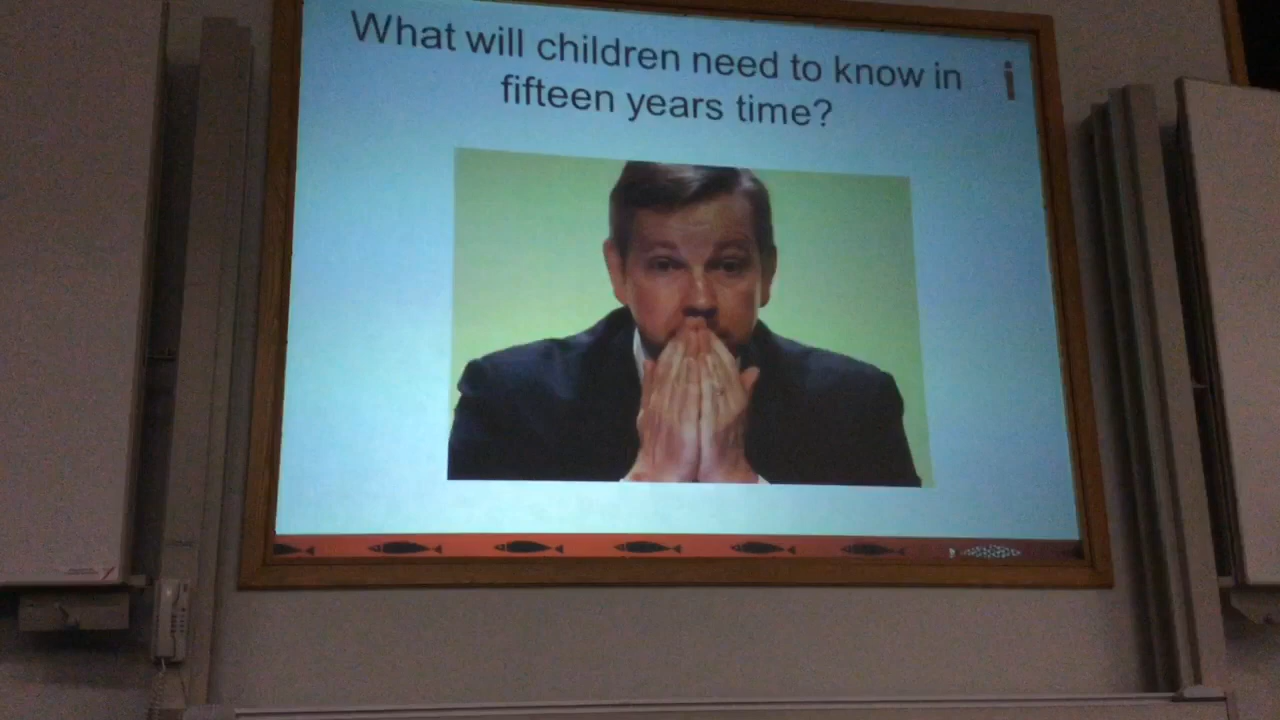 What will children need to know in
fifteen years time?
i